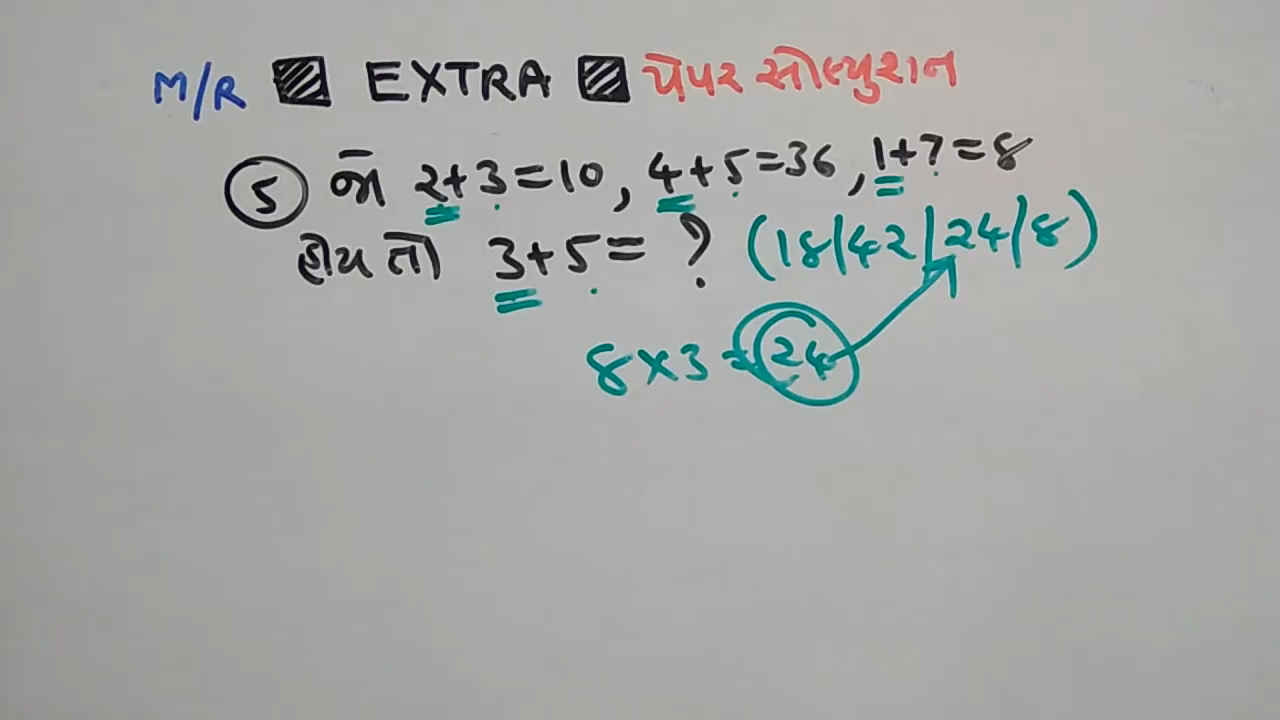 M/R EXTRA પેપર સોલ્યુશન
5 જો 2+3=10, 4+5=36, 1+7=8
હોય તો 3+5= ? (18/42/24/8)
8×3=24